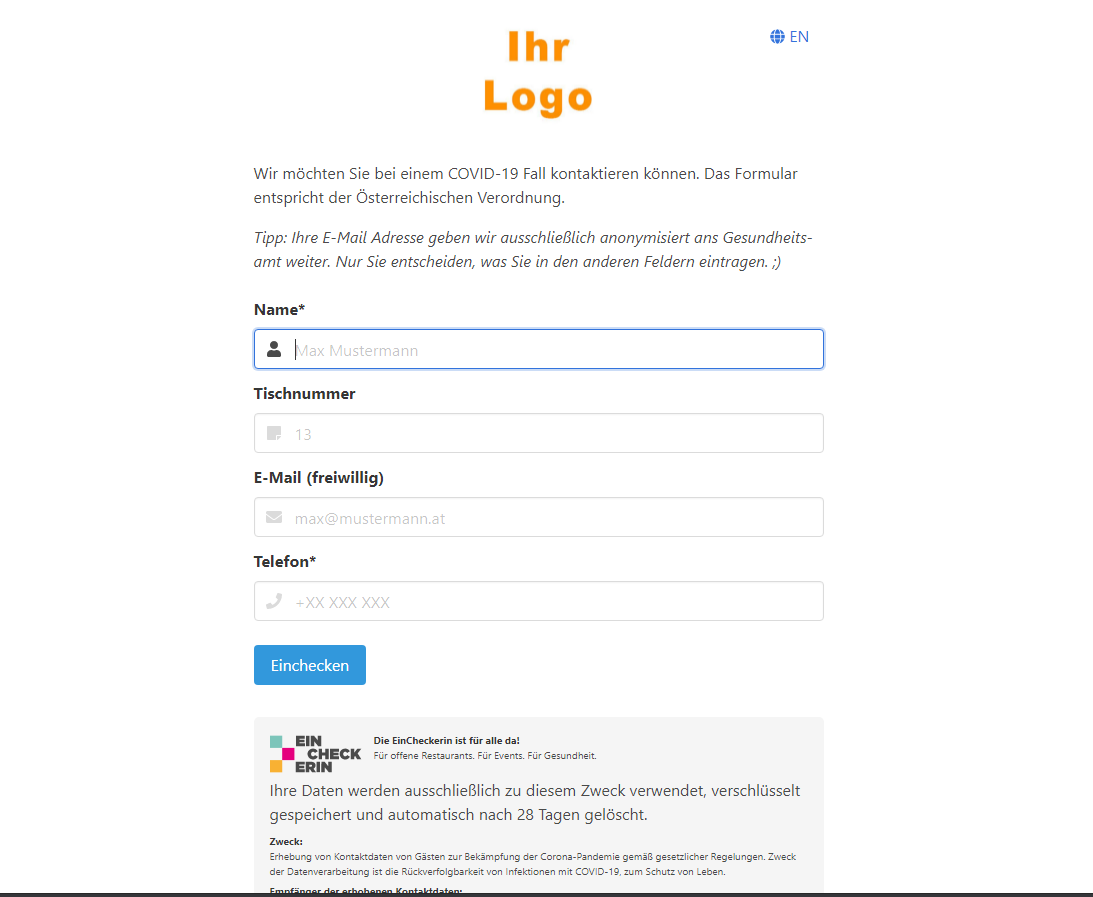 Ihr
Logo
EN
Wir möchten Sie bei einem COVID-19 Fall kontaktieren können. Das Formular
entspricht der Österreichischen Verordnung.
Tipp: Ihre E-Mail Adresse geben wir ausschließlich anonymisiert ans Gesundheits-
amt weiter. Nur Sie entscheiden, was Sie in den anderen Feldern eintragen. ;)
Name*
Max Mustermann
Tischnummer
13
E-Mail (freiwillig)
max@mustermann.at
Telefon*
+XX XXX XXX
Einchecken
EIN
CHECK
ERIN
Die EinCheckerin ist für alle da!
Für offene Restaurants. Für Events. Für Gesundheit.
Ihre Daten werden ausschließlich zu diesem Zweck verwendet, verschlüsselt
gespeichert und automatisch nach 28 Tagen gelöscht.
Zweck:
Erhebung von Kontaktdaten von Gästen zur Bekämpfung der Corona-Pandemie gemäß gesetzlicher Regelungen. Zweck
der Datenverarbeitung ist die Rückverfolgbarkeit von Infektionen mit COVID-19, zum Schutz von Leben.
Empfänger der erhobenen Kontaktdaten: